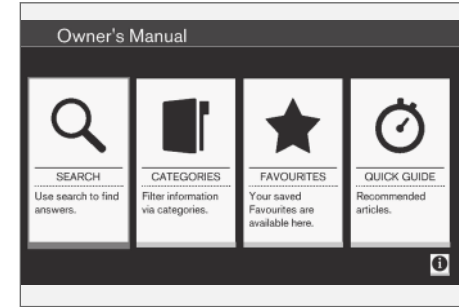 Owner's Manual
SEARCH
Use search to find
answers.
CATEGORIES
Filter information
via categories.
FAVOURITES
Your saved
Favourites are
available here.
QUICK GUIDE
Recommended
articles.
i